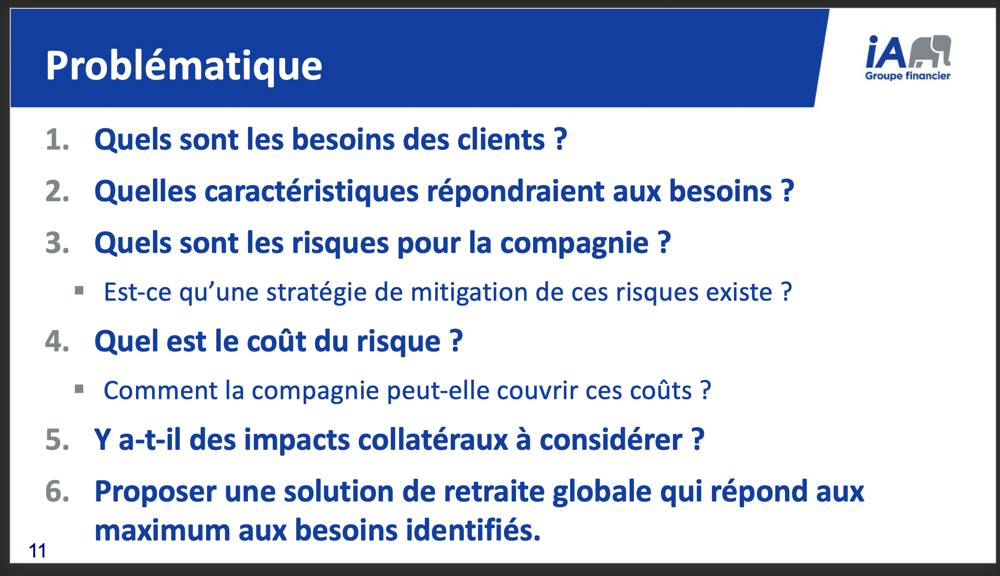 Problématique
iA
Groupe financier
1. Quels sont les besoins des clients ?
2. Quelles caractéristiques répondraient aux besoins ?
3. Quels sont les risques pour la compagnie ?
▪ Est-ce qu’une stratégie de mitigation de ces risques existe ?
4. Quel est le coût du risque ?
▪ Comment la compagnie peut-elle couvrir ces coûts ?
5. Y a-t-il des impacts collatéraux à considérer ?
6. Proposer une solution de retraite globale qui répond aux
maximum aux besoins identifiés.
11